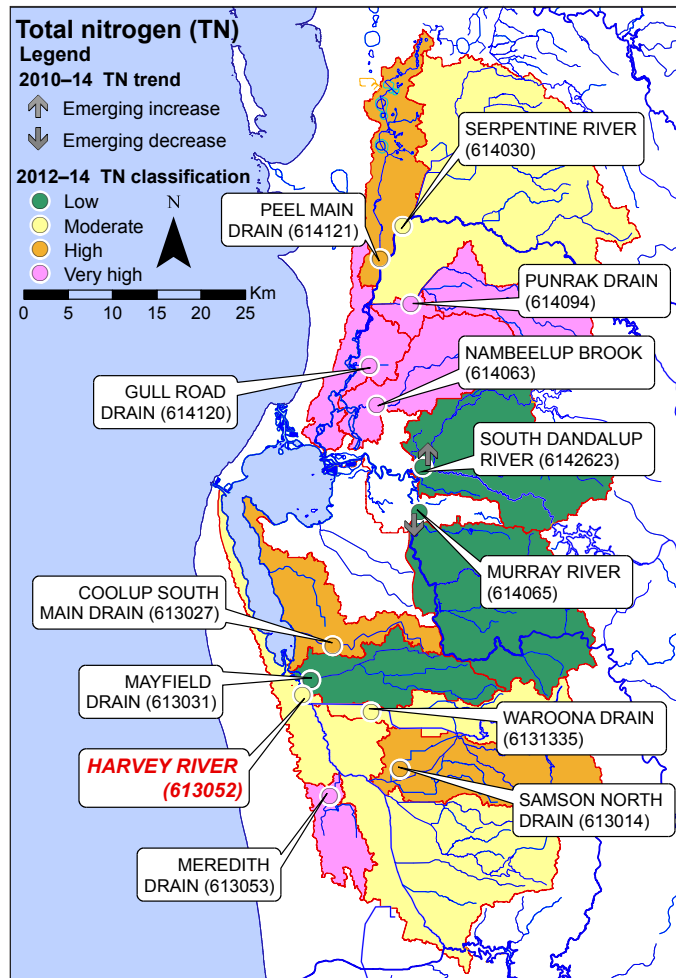 Total nitrogen (TN)
Legend
2010–14 TN trend
Emerging increase
Emerging decrease
2012–14 TN classification
Low
Moderate
High
Very high
N
0 5 10 15 20 25
Km
SERPENTINE RIVER
(614030)
PEEL MAIN
DRAIN (614121)
PUNRAK DRAIN
(614094)
NAMBEELUP BROOK
(614063)
GULL ROAD
DRAIN (614120)
SOUTH DANDALUP
RIVER (6142623)
MURRAY RIVER
(614065)
COOLUP SOUTH
MAIN DRAIN (613027)
MAYFIELD
DRAIN (613031)
WAROONA DRAIN
(6131335)
HARVEY RIVER
(613052)
SAMSON NORTH
DRAIN (613014)
MEREDITH
DRAIN (613053)